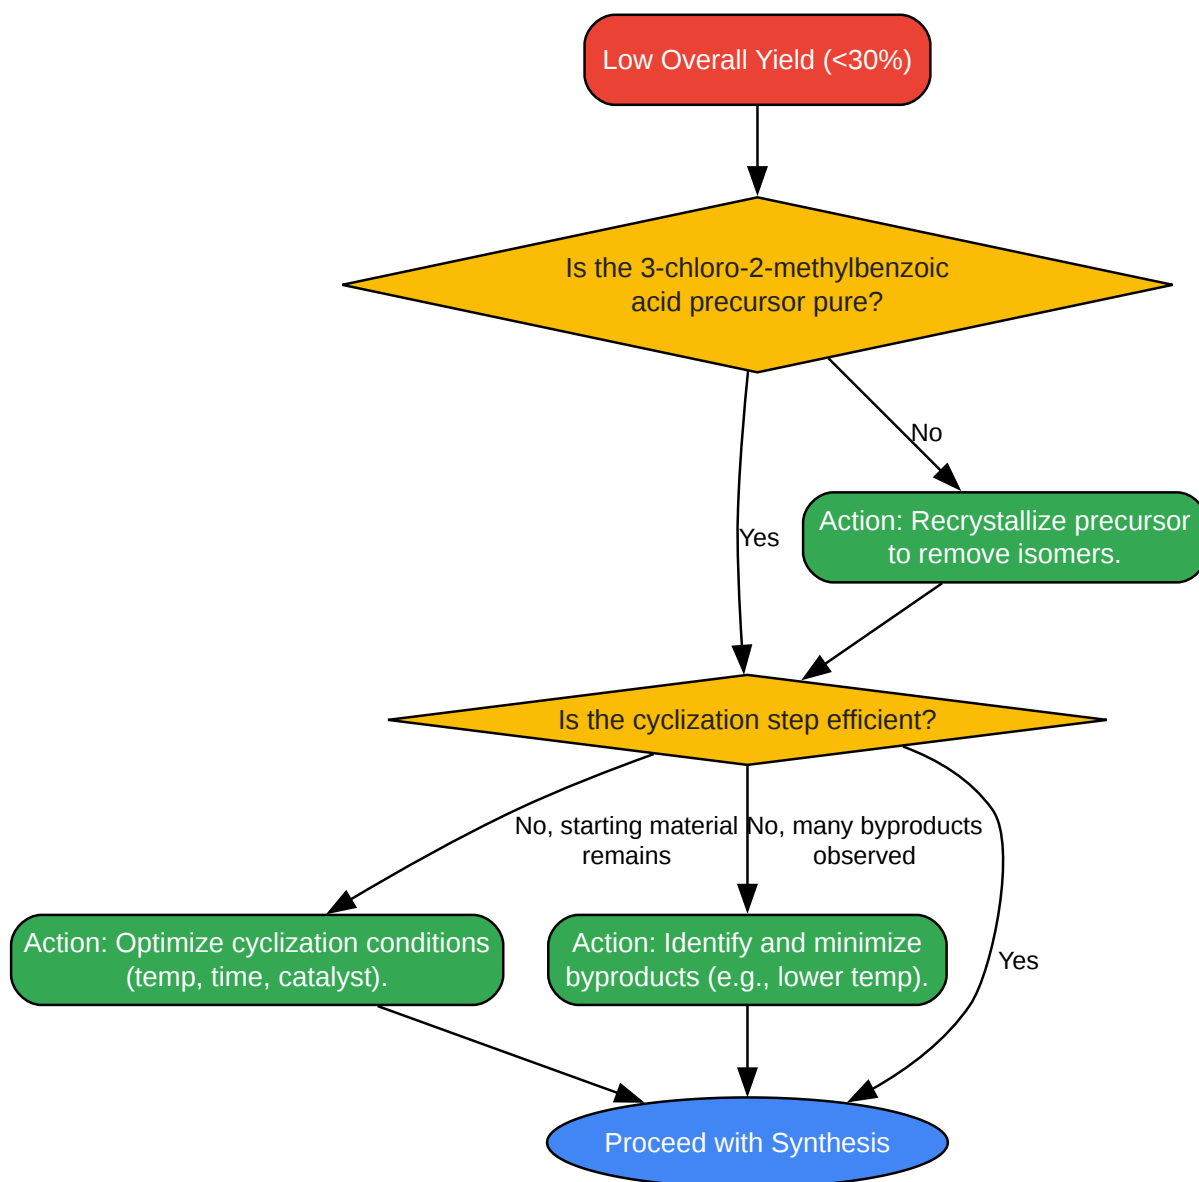 Low Overall Yield (<30%)
Is the 3-chloro-2-methylbenzoic
acid precursor pure?
No
Action: Recrystallize precursor
to remove isomers.
Yes
Is the cyclization step efficient?
No, starting material
remains
No, many byproducts
observed
Action: Optimize cyclization conditions
(temp, time, catalyst).
Action: Identify and minimize
byproducts (e.g., lower temp).
Yes
Proceed with Synthesis